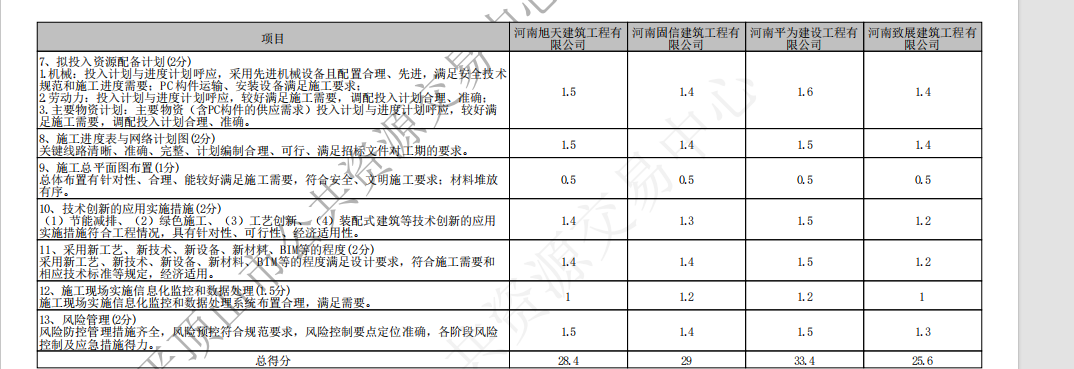 项目
河南旭天建筑工程有限公司
河南固信建筑工程有限公司
河南平为建设工程有限公司
河南致展建筑工程有限公司
7、拟投入资源配备计划(2分)
1.机械：投入计划与进度计划呼应，采用先进机械设备且配置合理、先进，满足安全技术
规范和施工进度需要；PC构件运输、安装设备满足施工要求；
2.劳动力：投入计划与进度计划呼应，较好满足施工需要，调配投入计划合理、准确；
3.主要物资计划：主要物资（含PC构件的供应需求）投入计划与进度计划呼应，较好满
足施工需要，调配投入计划合理、准确。
1.5
1.4
1.6
1.4
8、施工进度表与网络计划图(2分)
关键线路清晰、准确、完整、计划编制合理、可行、满足招标文件对工期的要求。
1.5
1.4
1.5
1.4
9、施工总平面图布置(1分)
总体布置有针对性、合理、能较好满足施工需要，符合安全、文明施工要求；材料堆放
有序。
0.5
0.5
0.5
0.5
10、技术创新的应用实施措施(2分)
（1）节能减排、（2）绿色施工、（3）工艺创新、（4）装配式建筑等技术创新的应用
实施措施符合工程情况，具有针对性、可行性、经济适用性。
1.4
1.3
1.5
1.2
11、采用新工艺、新技术、新设备、新材料、BIM等的程度(2分)
采用新工艺、新技术、新设备、新材料、BIM等的程度满足设计要求，符合施工需要和
相应技术标准等规定，经济适用。
1.4
1.4
1.5
1.2
12、施工现场实施信息化监控和数据处理(1.5分)
施工现场实施信息化监控和数据处理系统布置合理，满足需要。
1
1.2
1.2
1
13、风险管理(2分)
风险防控管理措施齐全，风险预控符合规范要求，风险控制要点定位准确，各阶段风险
控制及应急措施得力。
1.5
1.4
1.5
1.3
总得分
28.4
29
33.4
25.6
平顶山市公共资源交易中心
共资源交易中心